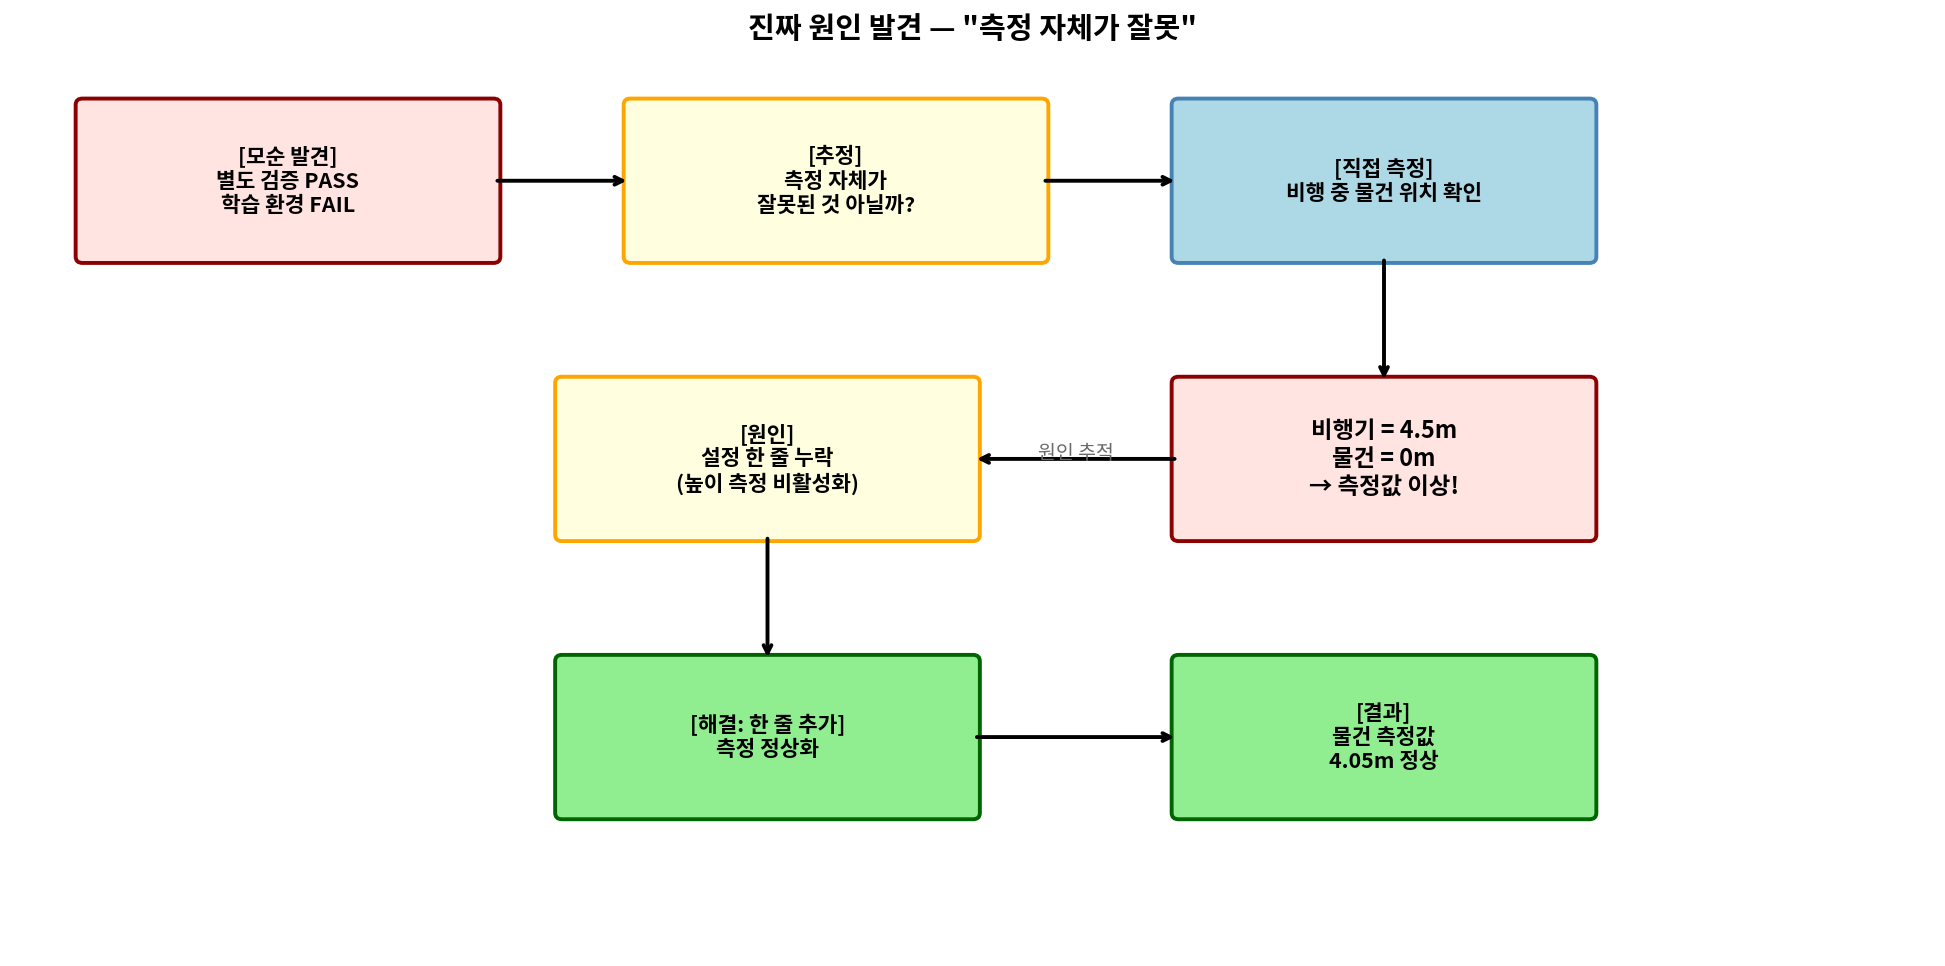 진짜 원인 발견 — "측정 자체가 잘못"
[모순 발견]
별도 검증 PASS
학습 환경 FAIL
[추정]
측정 자체가
잘못된 것 아닐까?
[직접 측정]
비행 중 물건 위치 확인
비행기 = 4.5m
물건 = 0m
→ 측정값 이상!
원인 추적
[원인]
설정 한 줄 누락
(높이 측정 비활성화)
[해결: 한 줄 추가]
측정 정상화
[결과]
물건 측정값
4.05m 정상